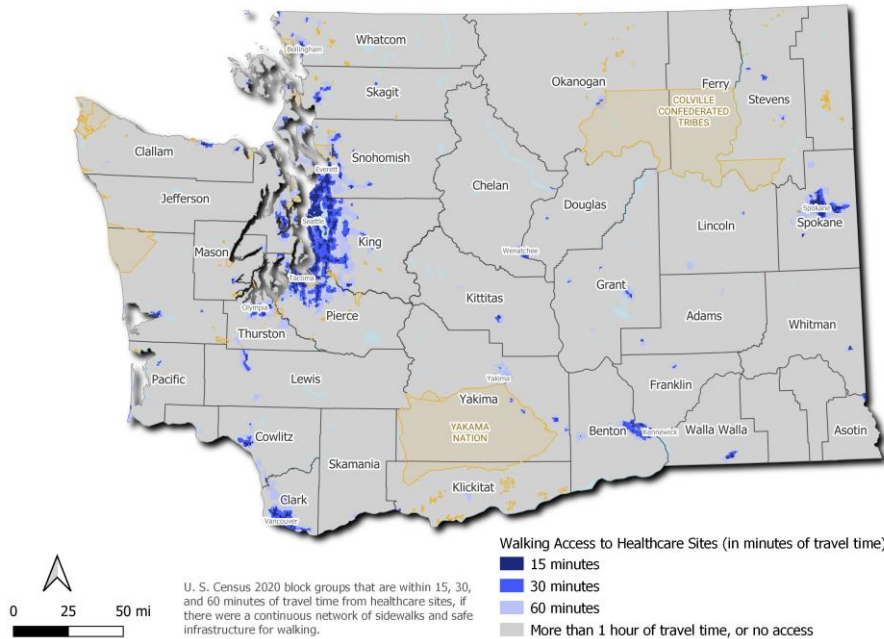 Bellingham
Whatcom
Okanogan
Ferry
Skagit
Stevens
COLVILLE
CONFEDERATED
TRIBES
Clallam
Snohomish
Everett
Chelan
Jefferson
Douglas
Seattle
Spokane
Lincoln
Spokane
King
Mason
Wenatchee
Tacoma
Grant
Kittitas
Olympia
Pierce
Adams
Thurston
Whitman
Pacific
Lewis
Yakima
Franklin
Yakima
Cowlitz
YAKAMA
NATION
Benton
Kennewick
Walla Walla
Asotin
Skamania
Klickitat
Clark
Vancouver
Walking Access to Healthcare Sites (in minutes of travel time)
15 minutes
30 minutes
60 minutes
More than 1 hour of travel time, or no access
U. S. Census 2020 block groups that are within 15, 30,
and 60 minutes of travel time from healthcare sites, if
there were a continuous network of sidewalks and safe
infrastructure for walking.
0 25 50 mi